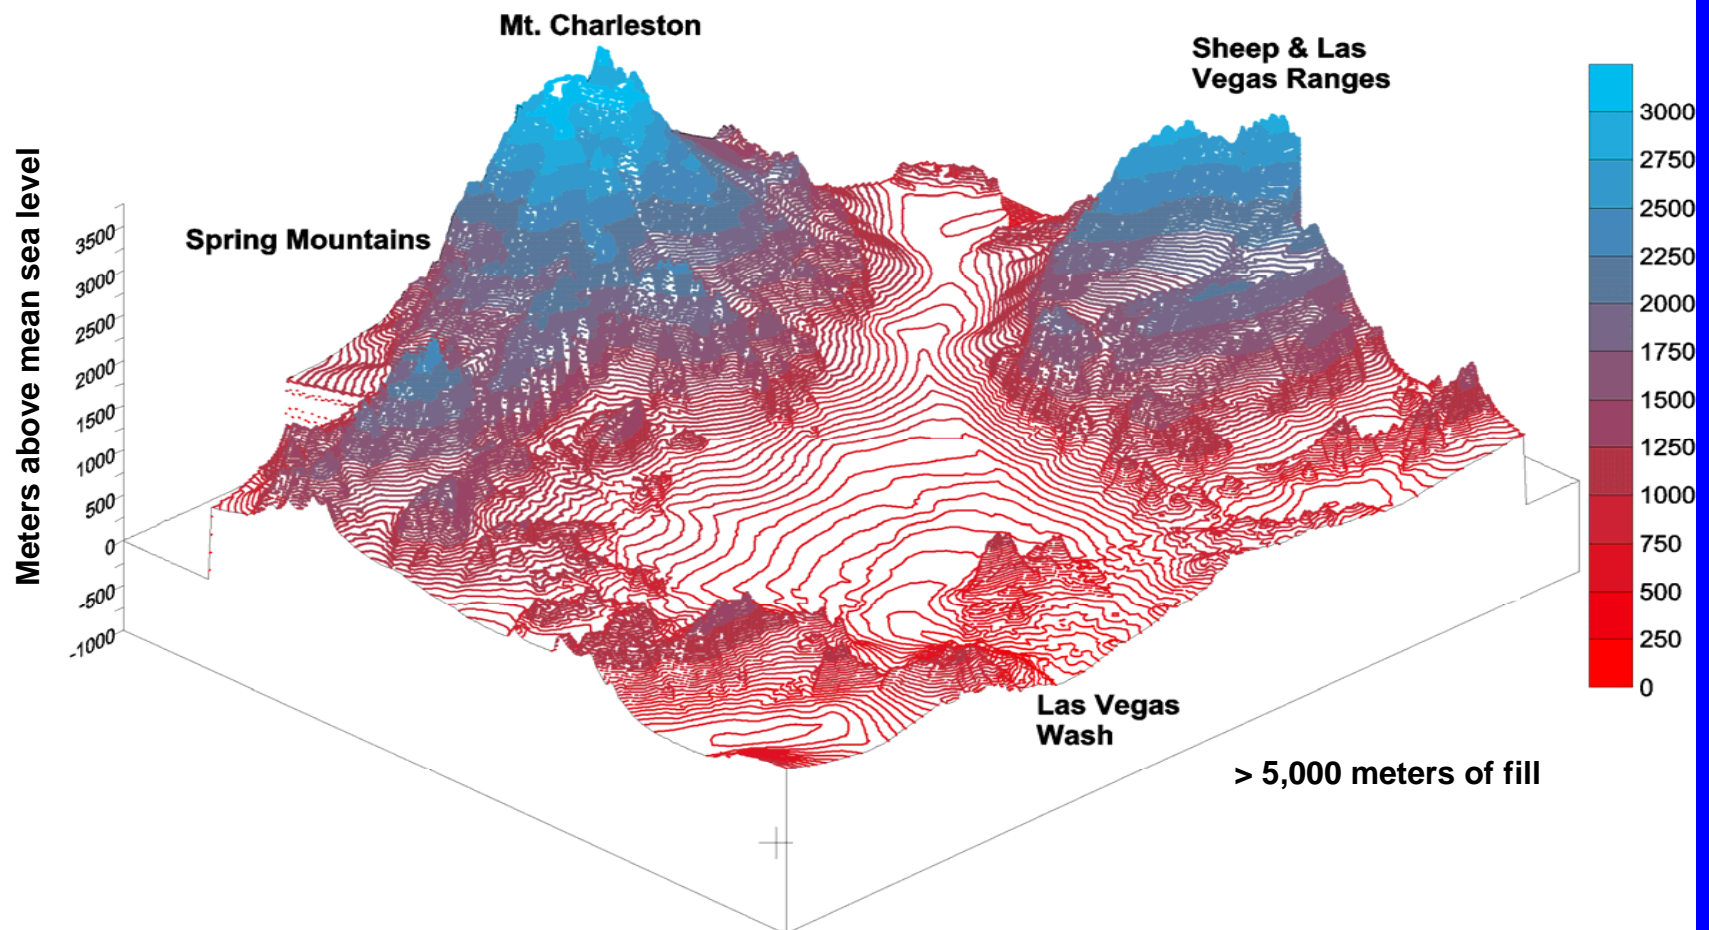 Mt. Charleston
Sheep & Las
Vegas Ranges
Spring Mountains
Meters above mean sea level
3500
3000
2500
2000
1500
1000
500
0
-500
-1000
3000
2750
2500
2250
2000
1750
1500
1250
1000
750
500
250
0
Las Vegas
Wash
> 5,000 meters of fill